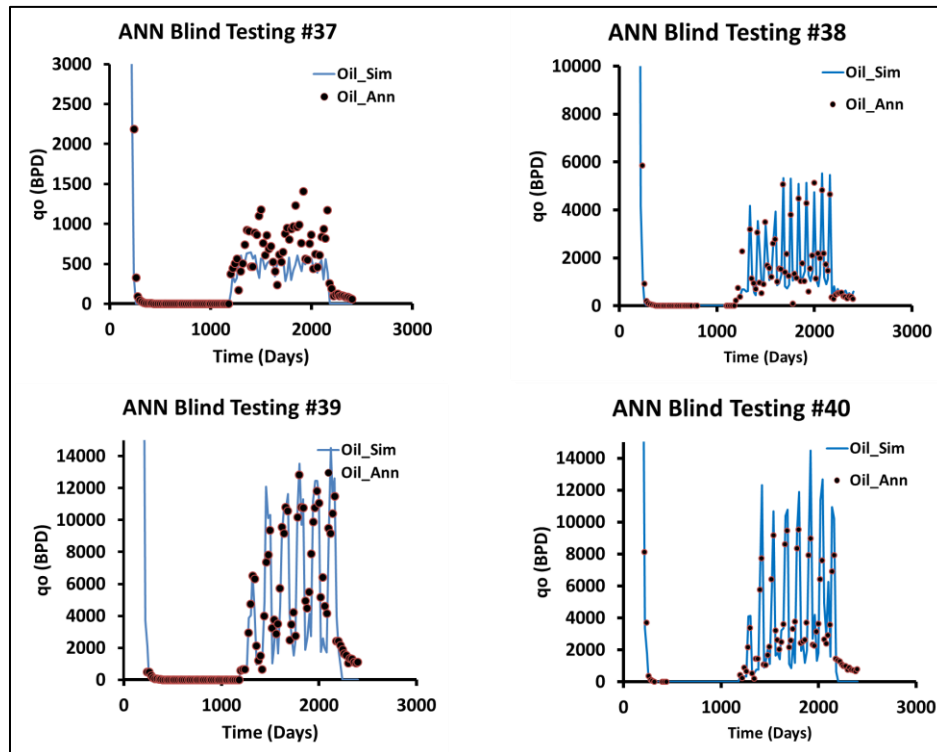 ANN Blind Testing #37
3000
2500
2000
1500
1000
500
0
qo (BPD)
Oil_Sim
Oil_Ann
0
1000
2000
3000
Time (Days)
ANN Blind Testing #38
10000
8000
6000
4000
2000
0
qo (BPD)
Oil_Sim
Oil_Ann
0
1000
2000
3000
Time (Days)
ANN Blind Testing #39
14000
12000
10000
8000
6000
4000
2000
0
qo (BPD)
Oil_Sim
Oil_Ann
0
1000
2000
3000
Time (Days)
ANN Blind Testing #40
14000
12000
10000
8000
6000
4000
2000
0
qo (BPD)
Oil_Sim
Oil_Ann
0
1000
2000
3000
Time (Days)